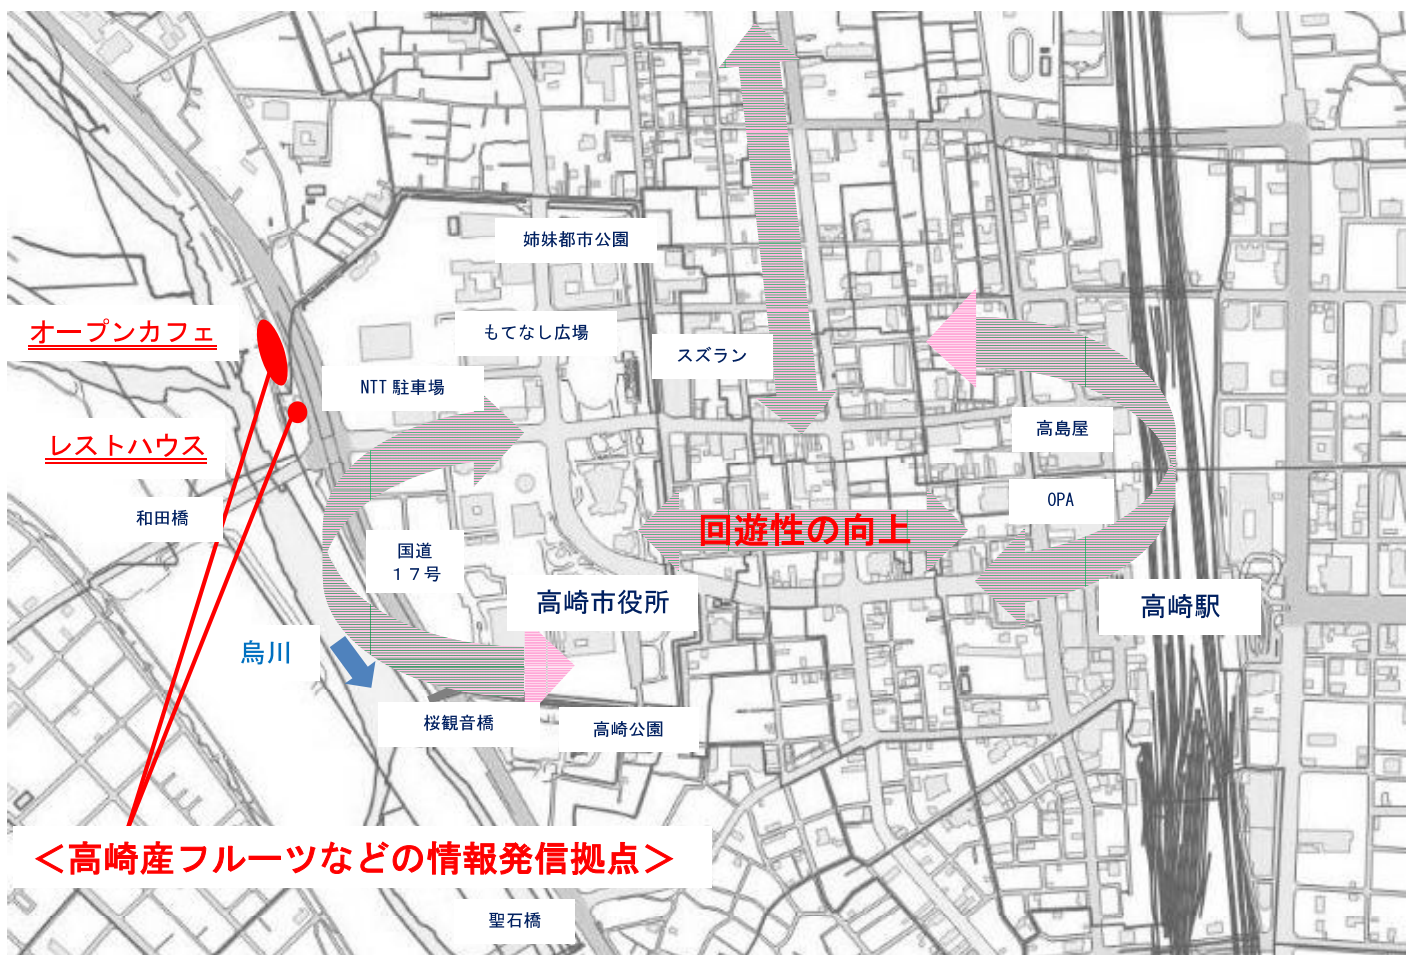 姉妹都市公園
オープンカフェ
もてなし広場
スズラン
NTT 駐車場
高島屋
レストハウス
和田橋
OPA
回遊性の向上
国道
１７号
高崎市役所
高崎駅
烏川
桜観音橋
高崎公園
＜高崎産フルーツなどの情報発信拠点＞
聖石橋